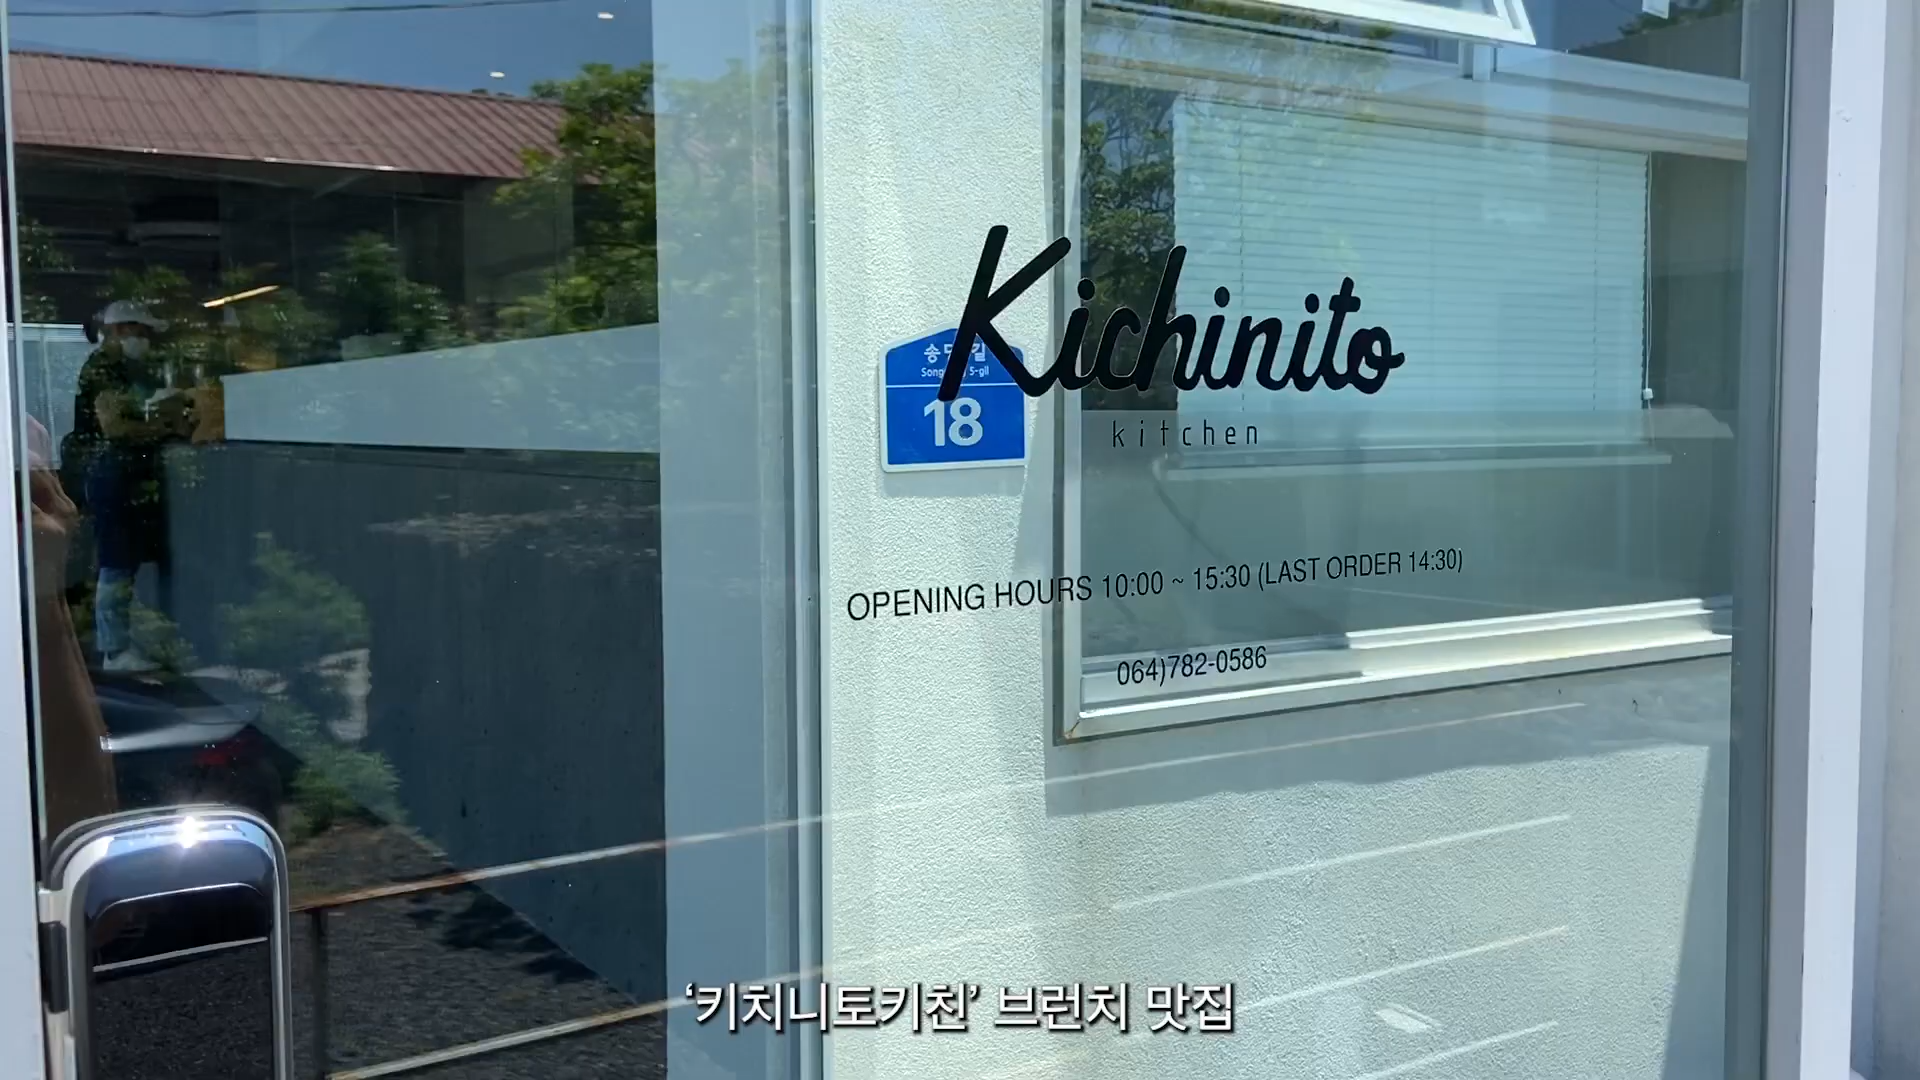 Kichinito
kitchen
송 길
5-gil
18
OPENING HOURS 10:00 ~ 15:30 (LAST ORDER 14:30)
064)782-0586
‘키치니토키친’ 브런치 맛집